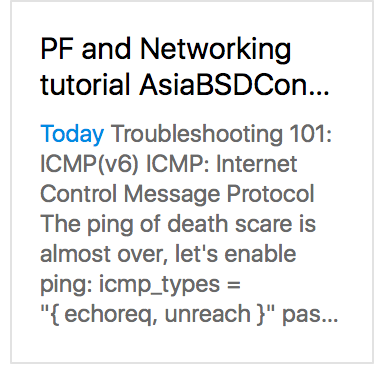 PF and Networking
tutorial AsiaBSDCon...
Today Troubleshooting 101:
ICMP(v6) ICMP: Internet
Control Message Protocol
The ping of death scare is
almost over, let's enable
ping: icmp_types =
"{ echoreq, unreach }" pas...